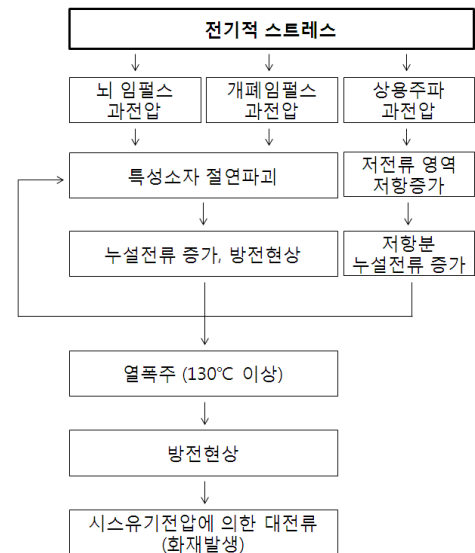 전기적 스트레스
뇌 임펄스
과전압
개폐임펄스
과전압
상용주파
과전압
특성소자 절연파괴
저전류 영역
저항증가
누설전류 증가, 방전현상
저항분
누설전류 증가
열폭주 (130℃ 이상)
방전현상
시스유기전압에 의한 대전류
(화재발생)